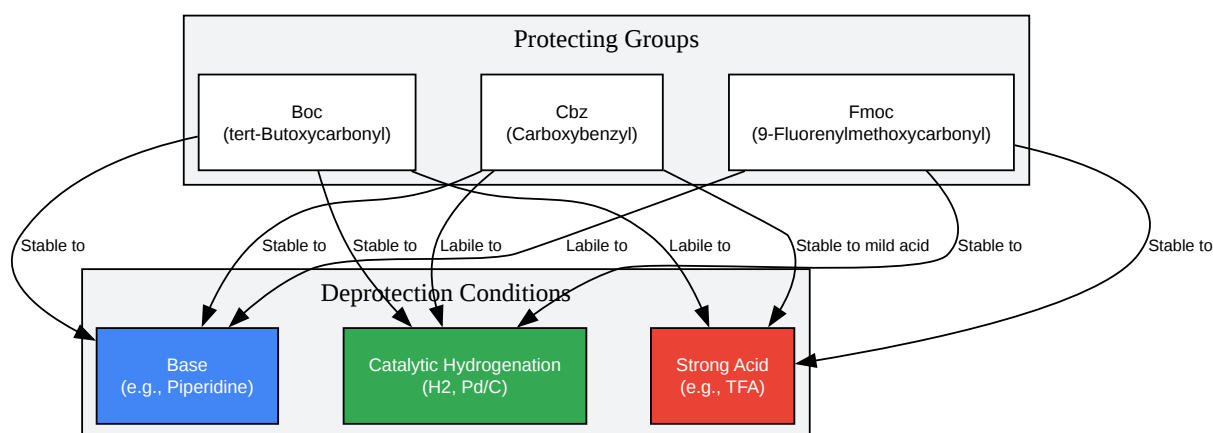 Protecting Groups
Boc
(tert-Butoxycarbonyl)
Cbz
(Carboxybenzyl)
Fmoc
(9-Fluorenylmethoxycarbonyl)
Stable to
Stable to
Stable to
Labile to
Labile to
Labile to
Stable to mild acid
Stable to
Stable to
Deprotection Conditions
Base
(e.g., Piperidine)
Catalytic Hydrogenation
(H2, Pd/C)
Strong Acid
(e.g., TFA)